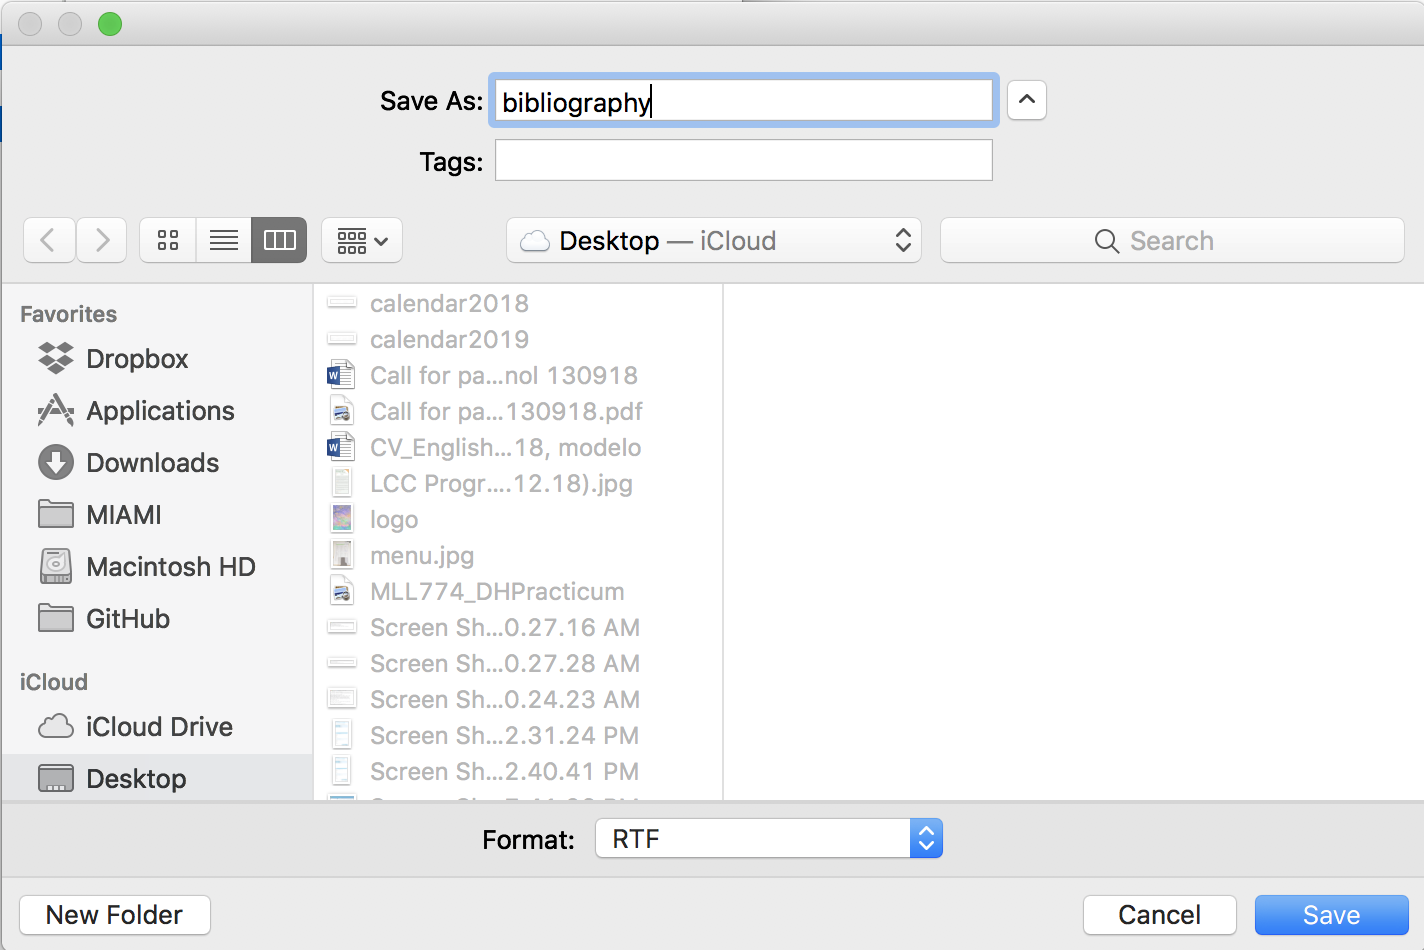 Save As: bibliography
Tags:
Desktop — iCloud
Search
Favorites
Dropbox
Applications
Downloads
MIAMI
Macintosh HD
GitHub
iCloud
iCloud Drive
Desktop
calendar2018
calendar2019
Call for pa...nol 130918
Call for pa...130918.pdf
CV_English...18, modelo
LCC Progr....12.18).jpg
logo
menu.jpg
MLL774_DHPracticum
Screen Sh...0.27.16 AM
Screen Sh...0.27.28 AM
Screen Sh...0.24.23 AM
Screen Sh...2.31.24 PM
Screen Sh...2.40.41 PM
Format: RTF
New Folder
Cancel
Save